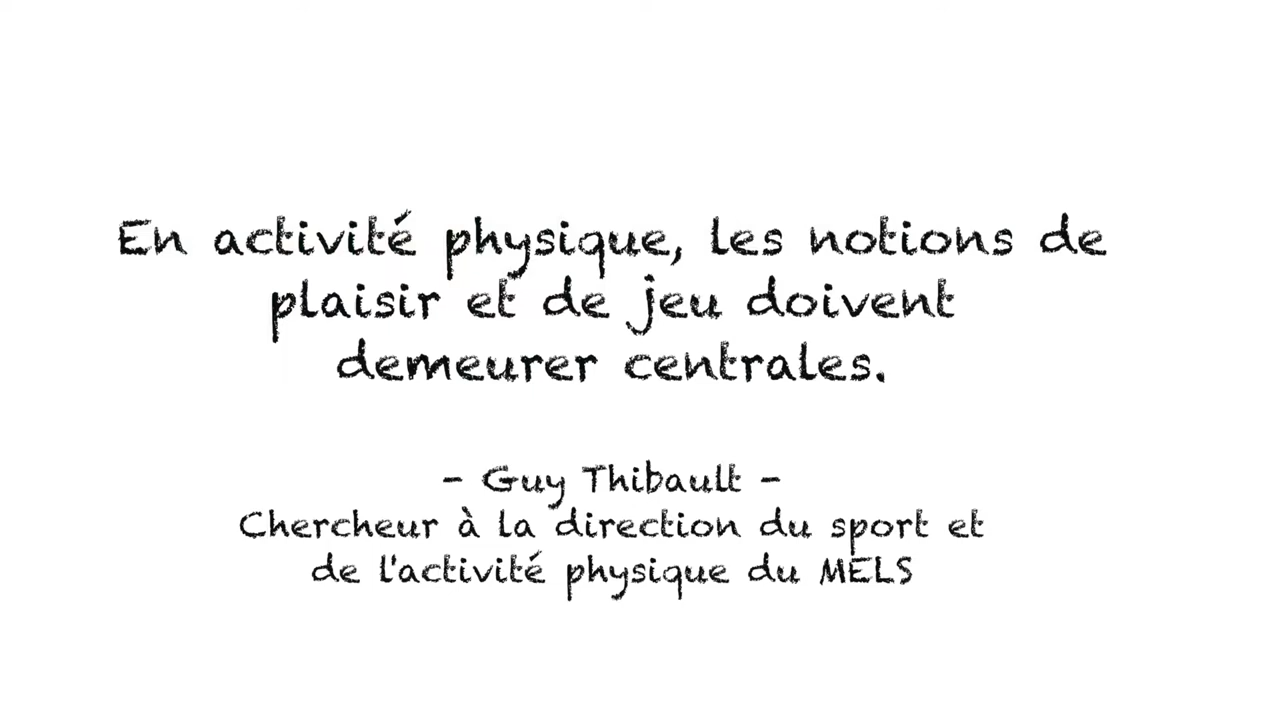 En activité physique, les notions de
plaisir et de jeu doivent
demeurer centrales.
- Guy Thibault -
Chercheur à la direction du sport et
de l'activité physique du MELS